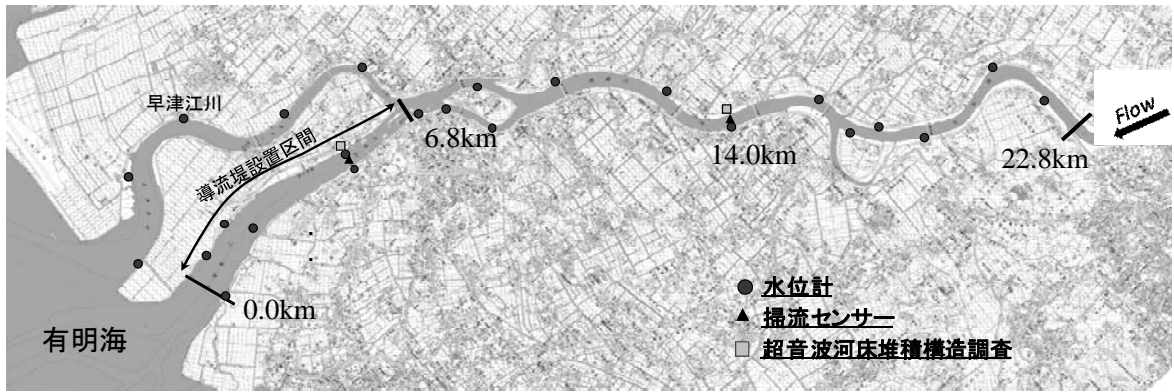 早津江川
導流堤設置区間
6.8km
14.0km
22.8km
Flow
0.0km
有明海
水位計
掃流センサー
超音波河床堆積構造調査